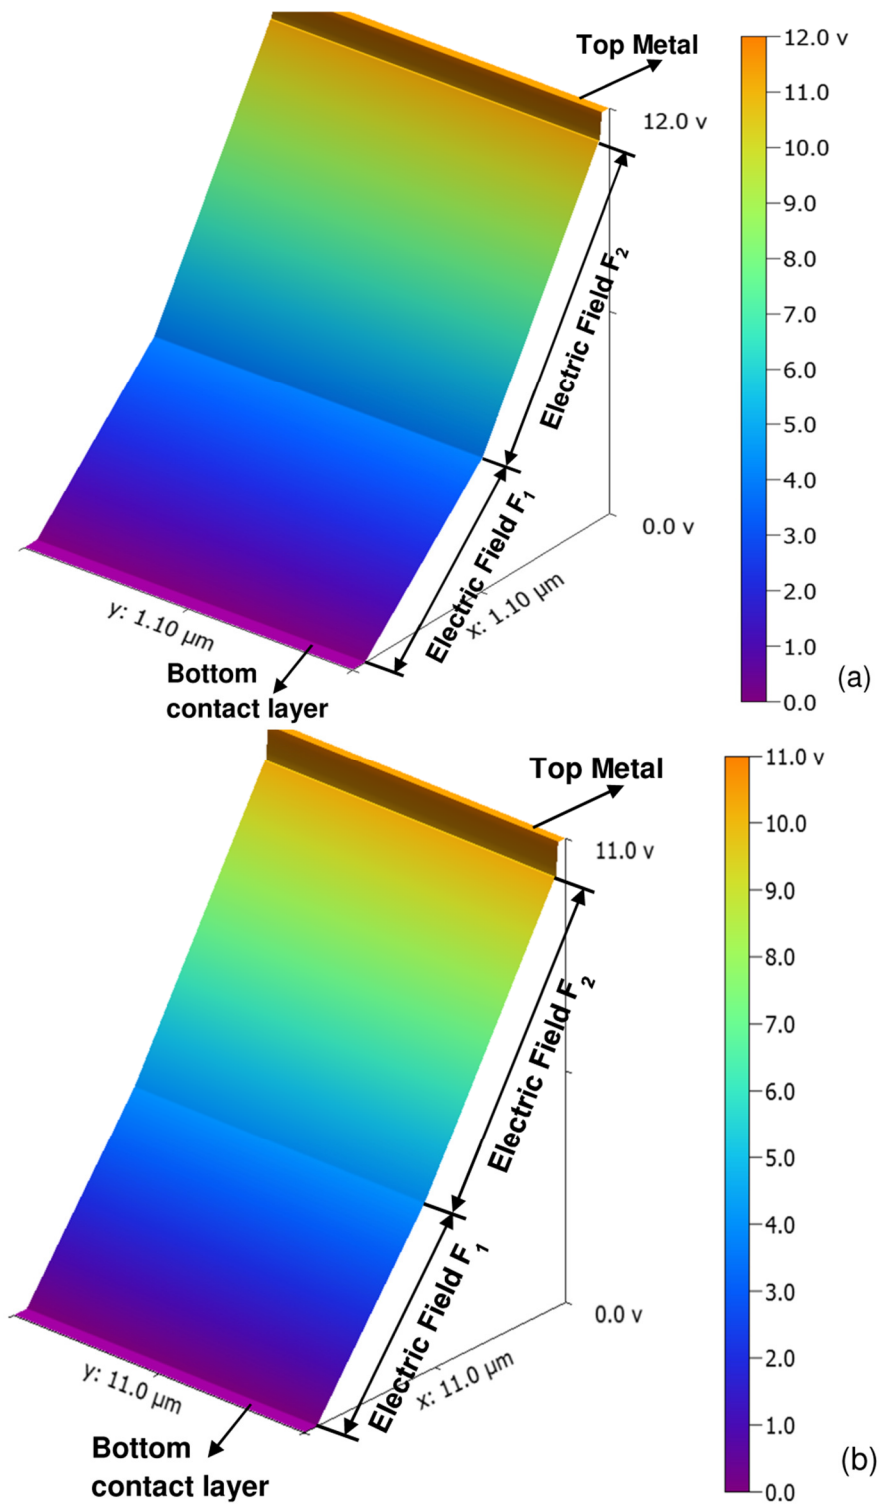 Top Metal
12.0 v
12.0 v
11.0
10.0
9.0
8.0
7.0
6.0
5.0
4.0
3.0
2.0
1.0
0.0
Electric Field F2
Electric Field F1
0.0 v
x: 1.10 µm
y: 1.10 µm
Bottom
contact layer
(a)
Top Metal
11.0 v
11.0 v
10.0
9.0
8.0
7.0
6.0
5.0
4.0
3.0
2.0
1.0
0.0
Electric Field F2
Electric Field F1
0.0 v
x: 11.0 µm
y: 11.0 µm
Bottom
contact layer
(b)